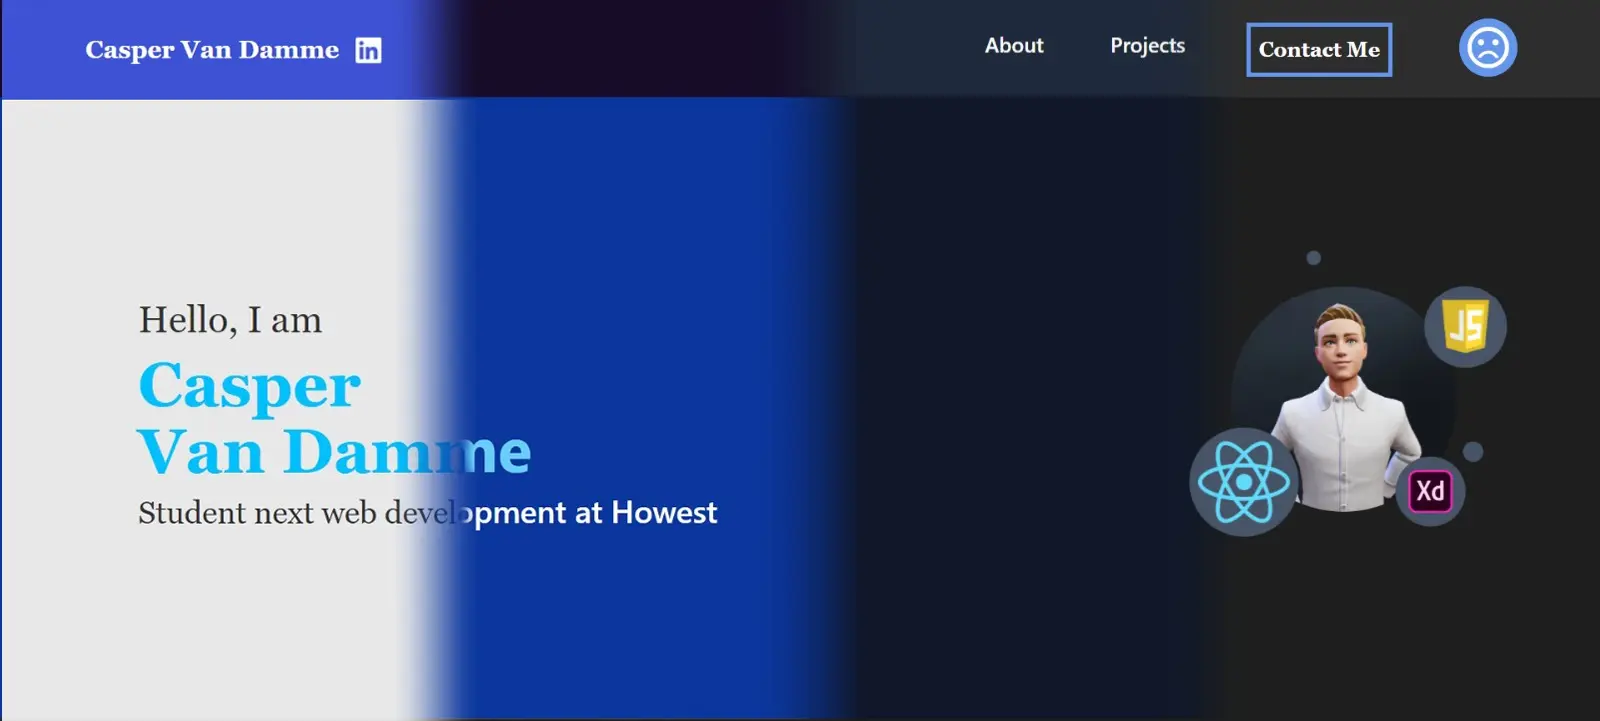 Casper Van Damme in
About
Projects
Contact Me
Hello, I am
Casper
Van Damme
Student next web development at Howest
JS
Xd